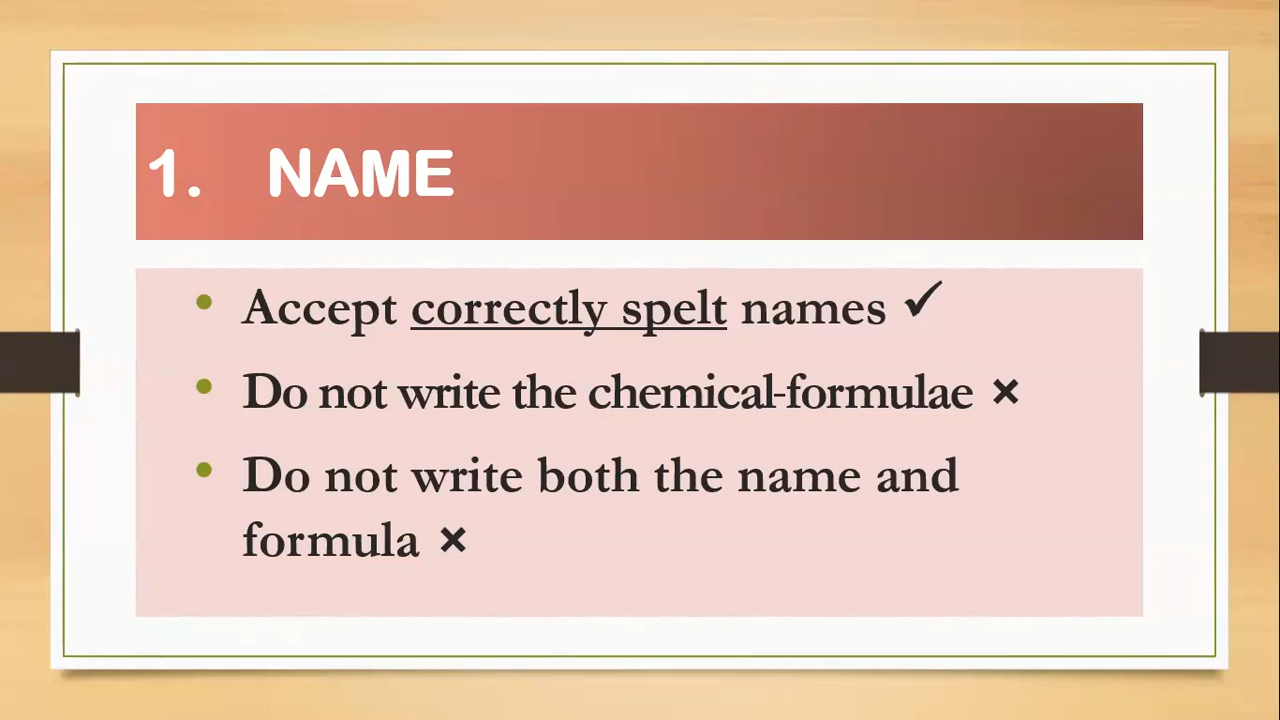 1. NAME
• Accept correctly spelt names ✓
• Do not write the chemical-formulae ×
• Do not write both the name and
formula ×